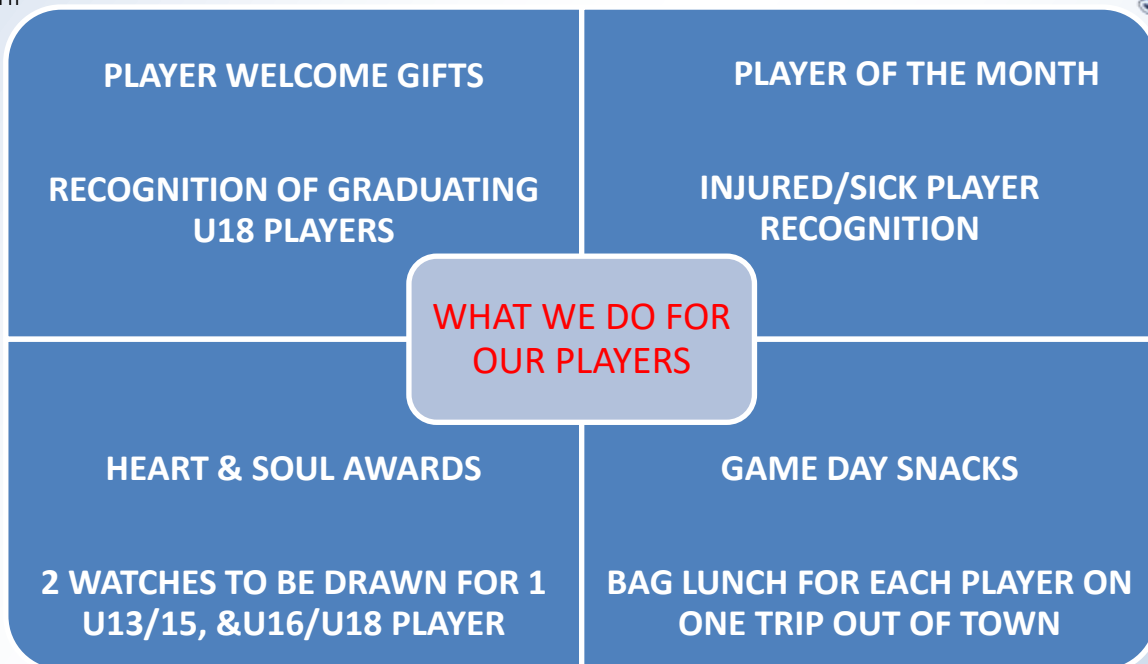 PLAYER WELCOME GIFTS
RECOGNITION OF GRADUATING
U18 PLAYERS
PLAYER OF THE MONTH
INJURED/SICK PLAYER
RECOGNITION
WHAT WE DO FOR
OUR PLAYERS
HEART & SOUL AWARDS
2 WATCHES TO BE DRAWN FOR 1
U13/15, &U16/U18 PLAYER
GAME DAY SNACKS
BAG LUNCH FOR EACH PLAYER ON
ONE TRIP OUT OF TOWN